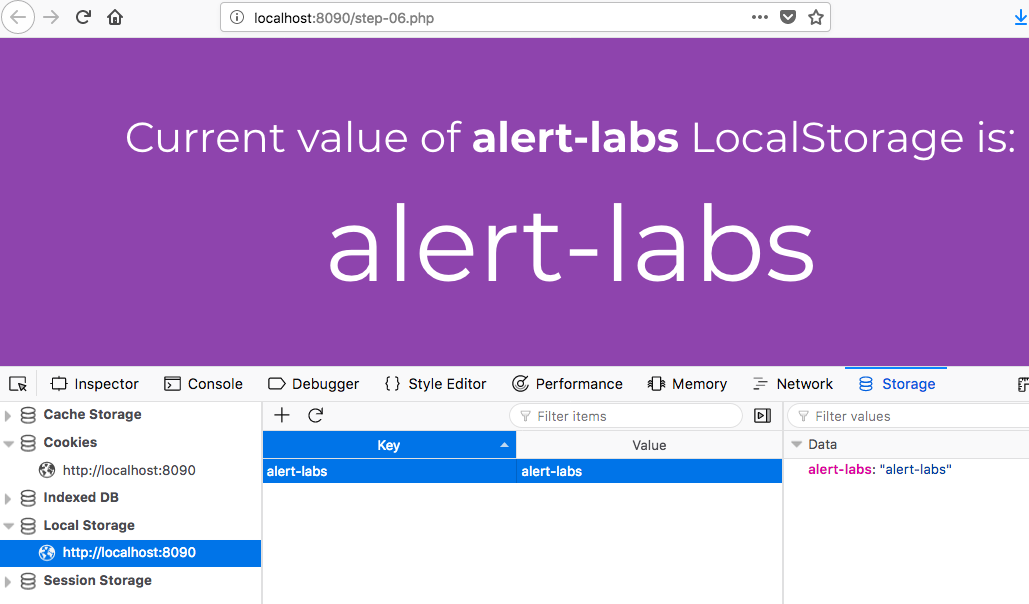 localhost:8090/step-06.php
Current value of alert-labs LocalStorage is:
alert-labs
Inspector Console Debugger { } Style Editor Performance Memory Network Storage
Cache Storage
Cookies
http://localhost:8090
Indexed DB
Local Storage
http://localhost:8090
Session Storage
Filter items
Key Value
alert-labs alert-labs
Filter values
Data
alert-labs: "alert-labs"